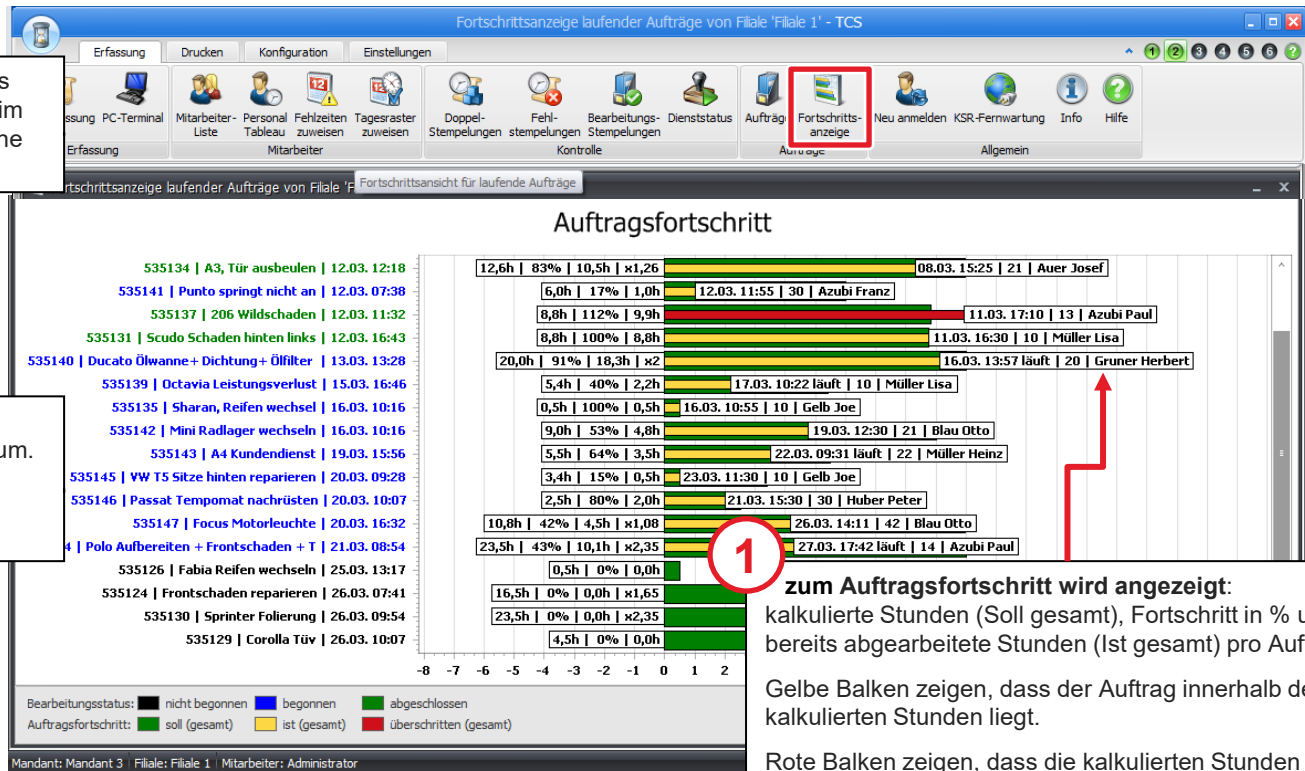 Fortschrittsanzeige laufender Aufträge von Filiale 'Filiale 1' - TCS
Erfassung Drucken Konfiguration Einstellungen
1 2 3 4 5 6 ?
s
im
ne
ssung PC-Terminal Mitarbeiter-Liste Personal Tableau Fehlzeiten zuweisen Tagesraster zuweisen Doppel-Stempelungen Fehl-stempelungen Bearbeitungs-Stempelungen Dienststatus Aufträge Fortschritts-anzeige Neu anmelden KSR-Fernwartung Info Hilfe
Erfassung Mitarbeiter Kontrolle Aufträge Allgemein
rtschrittsanzeige laufender Aufträge von Filiale 'F
Fortschrittsansicht für laufende Aufträge
Auftragsfortschritt
535134 | A3, Tür ausbeulen | 12.03. 12:18 12,6h | 83% | 10,5h | x1,26 08.03. 15:25 | 21 | Auer Josef
535141 | Punto springt nicht an | 12.03. 07:38 6,0h | 17% | 1,0h 12.03. 11:55 | 30 | Azubi Franz
535137 | 206 Wildschaden | 12.03. 11:32 8,8h | 112% | 9,9h 11.03. 17:10 | 13 | Azubi Paul
535131 | Scudo Schaden hinten links | 12.03. 16:43 8,8h | 100% | 8,8h 11.03. 16:30 | 10 | Müller Lisa
535140 | Ducato Ölwanne+ Dichtung+ Ölfilter | 13.03. 13:28 20,0h | 91% | 18,3h | x2 16.03. 13:57 läuft | 20 | Gruner Herbert
535139 | Octavia Leistungsverlust | 15.03. 16:46 5,4h | 40% | 2,2h 17.03. 10:22 läuft | 10 | Müller Lisa
535135 | Sharan, Reifen wechsel | 16.03. 10:16 0,5h | 100% | 0,5h 16.03. 10:55 | 10 | Gelb Joe
535142 | Mini Radlager wechseln | 16.03. 10:16 9,0h | 53% | 4,8h 19.03. 12:30 | 21 | Blau Otto
535143 | A4 Kundendienst | 19.03. 15:56 5,5h | 64% | 3,5h 22.03. 09:31 läuft | 22 | Müller Heinz
um.
535145 | VW T5 Sitze hinten reparieren | 20.03. 09:28 3,4h | 15% | 0,5h 23.03. 11:30 | 10 | Gelb Joe
535146 | Passat Tempomat nachrüsten | 20.03. 10:07 2,5h | 80% | 2,0h 21.03. 15:30 | 30 | Huber Peter
535147 | Focus Motorleuchte | 20.03. 16:32 10,8h | 42% | 4,5h | x1,08 26.03. 14:11 | 42 | Blau Otto
4 | Polo Aufbereiten + Frontschaden + T | 21.03. 08:54 23,5h | 43% | 10,1h | x2,35 27.03. 17:42 läuft | 14 | Azubi Paul
535126 | Fabia Reifen wechseln | 25.03. 13:17 0,5h | 0% | 0,0h
535124 | Frontschaden reparieren | 26.03. 07:41 16,5h | 0% | 0,0h | x1,65
535130 | Sprinter Folierung | 26.03. 09:54 23,5h | 0% | 0,0h | x2,35
535129 | Corolla Tüv | 26.03. 10:07 4,5h | 0% | 0,0h
-8 -7 -6 -5 -4 -3 -2 -1 0 1 2
1
zum Auftragsfortschritt wird angezeigt:
kalkulierte Stunden (Soll gesamt), Fortschritt in % u
bereits abgearbeitete Stunden (Ist gesamt) pro Auf
Gelbe Balken zeigen, dass der Auftrag innerhalb de
kalkulierten Stunden liegt.
Rote Balken zeigen, dass die kalkulierten Stunden
Bearbeitungsstatus: nicht begonnen begonnen abgeschlossen
Auftragsfortschritt: soll (gesamt) ist (gesamt) überschritten (gesamt)
Mandant: Mandant 3 Filiale: Filiale 1 Mitarbeiter: Administrator